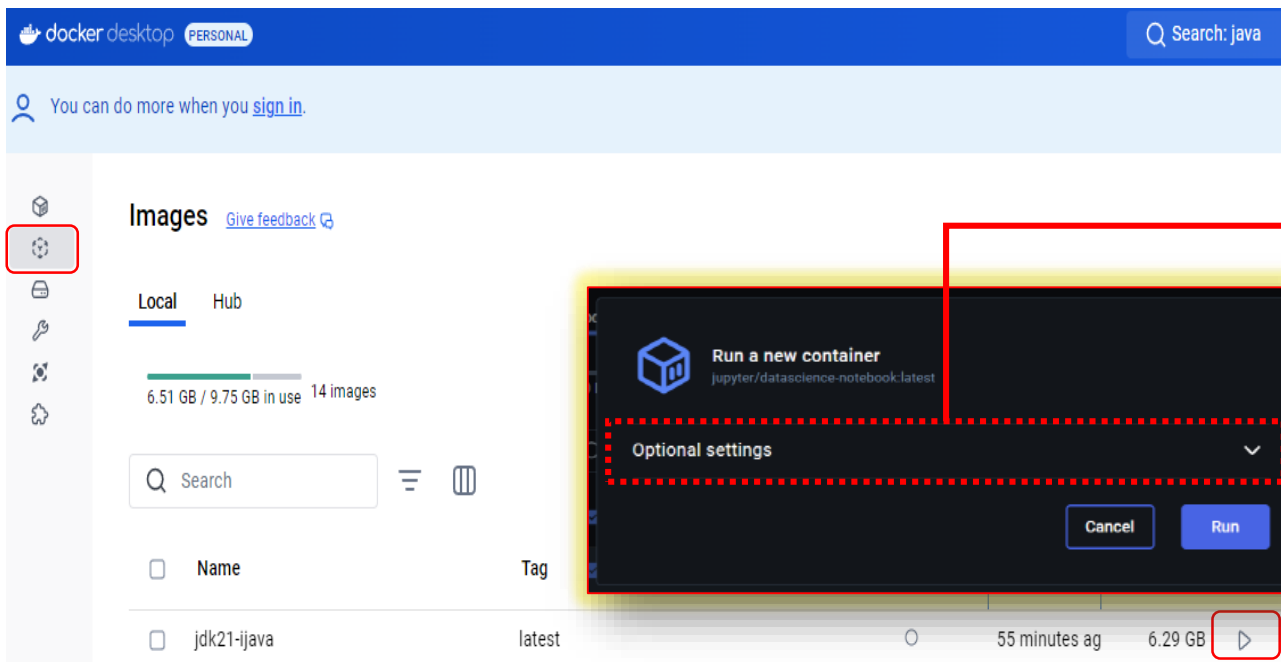 docker desktop PERSONAL
Search: java
You can do more when you sign in.
Images Give feedback
Local Hub
6.51 GB / 9.75 GB in use 14 images
Search
Run a new container
jupyter/datascience-notebook:latest
Optional settings
Cancel Run
Name Tag
jdk21-ijava latest 55 minutes ag 6.29 GB